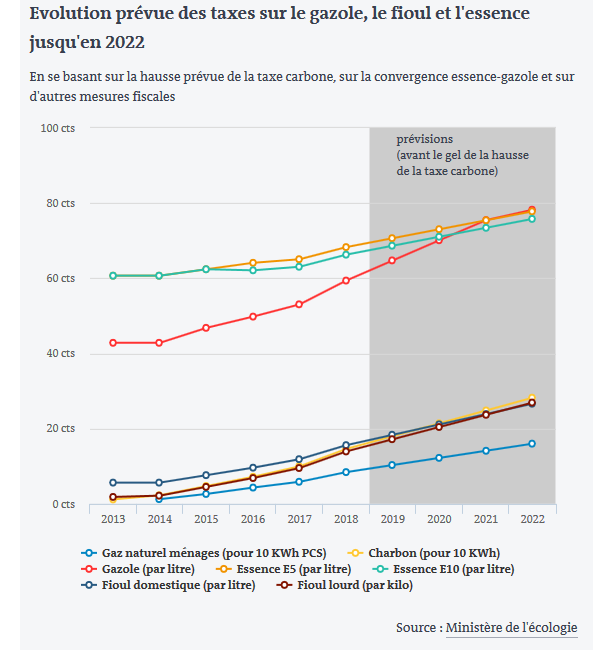 Evolution prévue des taxes sur le gazole, le fioul et l'essence
jusqu'en 2022
En se basant sur la hausse prévue de la taxe carbone, sur la convergence essence-gazole et sur
d'autres mesures fiscales
100 cts
prévisions
(avant le gel de la hausse
de la taxe carbone)
80 cts
60 cts
40 cts
20 cts
0 cts
2013 2014 2015 2016 2017 2018 2019 2020 2021 2022
Gaz naturel ménages (pour 10 KWh PCS) Charbon (pour 10 KWh)
Gazole (par litre) Essence E5 (par litre) Essence E10 (par litre)
Fioul domestique (par litre) Fioul lourd (par kilo)
Source : Ministère de l'écologie